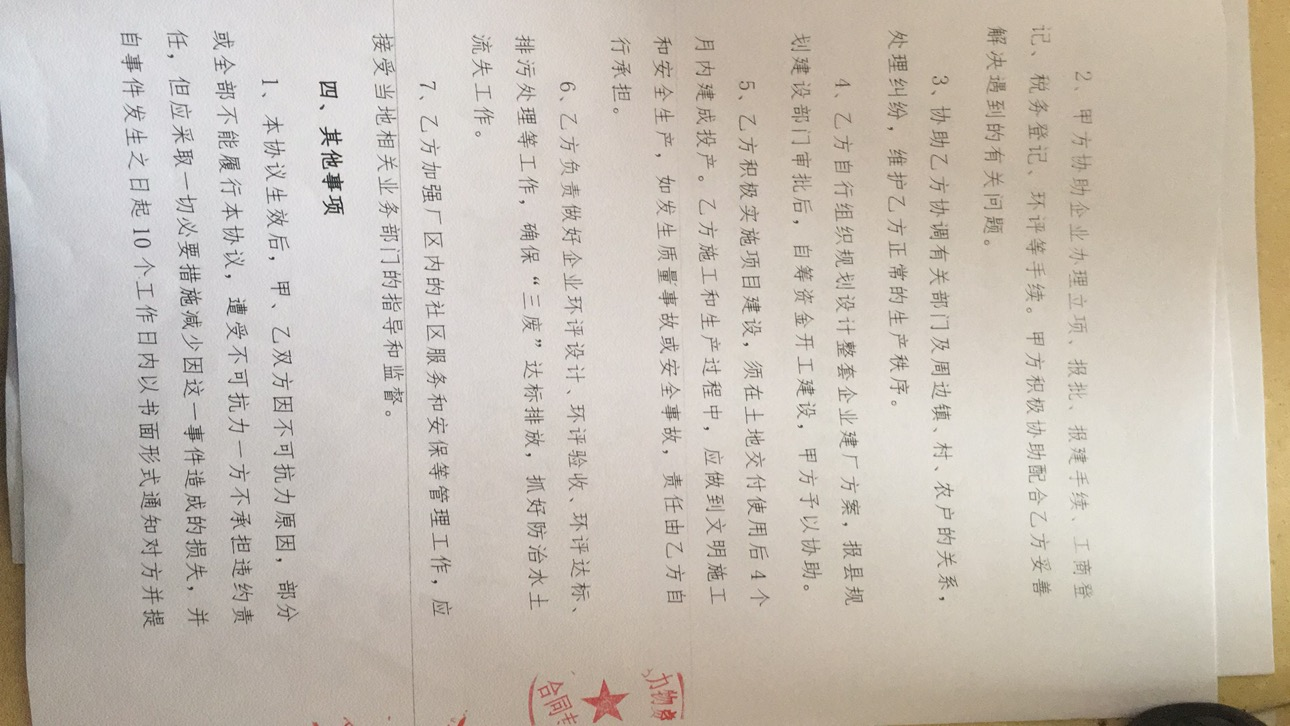 2、甲方协助企业办理立项、报批、报建手续、工商登
记、税务登记、环评等手续。甲方积极协助配合乙方妥善
解决遇到的有关问题。
3、协助乙方协调有关部门及周边镇、村、农户的关系,
处理纠纷，维护乙方正常的生产秩序。
4、乙方自行组织规划设计整套企业建厂方案，报县规
划建设部门审批后，自筹资金开工建设，甲方予以协助。
5、乙方积极实施项目建设，须在土地交付使用后4个
月内建成投产。乙方施工和生产过程中，应做到文明施工
和安全生产，如发生质量事故或安全事故，责任由乙方自
行承担。
6、乙方负责做好企业环评设计、环评验收、环评达标、
排污处理等工作，确保“三废”达标排放，抓好防治水土
流失工作。
7、乙方加强厂区内的社区服务和安保等管理工作，应
接受当地相关业务部门的指导和监督。
四、其他事项
1、本协议生效后，甲、乙双方因不可抗力原因，部分
或全部不能履行本协议，遭受不可抗力一方不承担违约责
任，但应采取一切必要措施减少因这一事件造成的损失，并
自事件发生之日起10个工作日内以书面形式通知对方并提
力物
合同